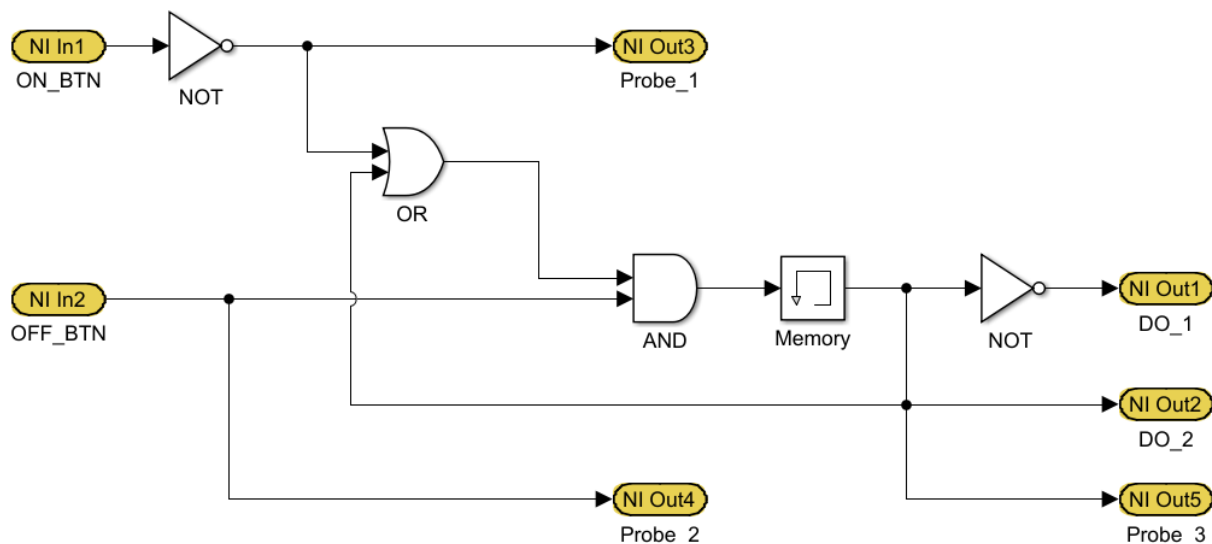 NI In1
ON_BTN
NOT
NI Out3
Probe_1
OR
NI In2
OFF_BTN
AND
Memory
NOT
NI Out1
DO_1
NI Out2
DO_2
NI Out4
Probe_2
NI Out5
Probe_3